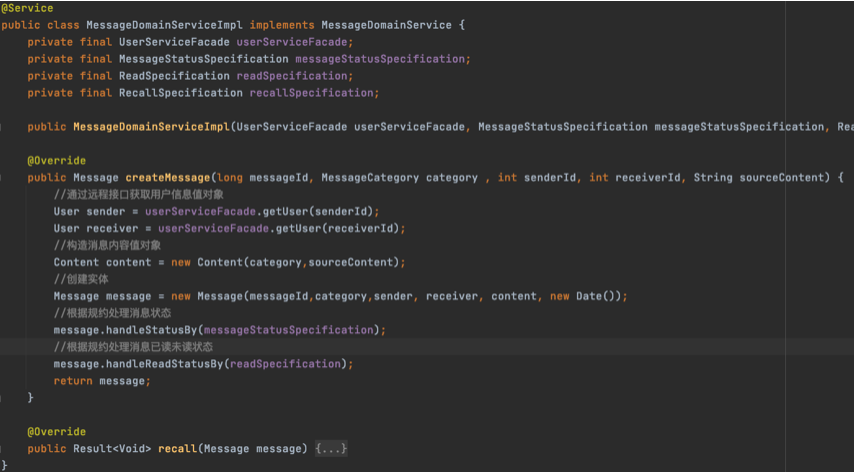 @Service
public class MessageDomainServiceImpl implements MessageDomainService {
private final UserServiceFacade userServiceFacade;
private final MessageStatusSpecification messageStatusSpecification;
private final ReadSpecification readSpecification;
private final RecallSpecification recallSpecification;
public MessageDomainServiceImpl(UserServiceFacade userServiceFacade, MessageStatusSpecification messageStatusSpecification, Rea
@Override
public Message createMessage(long messageId, MessageCategory category , int senderId, int receiverId, String sourceContent) {
//通过远程接口获取用户信息值对象
User sender = userServiceFacade.getUser(senderId);
User receiver = userServiceFacade.getUser(receiverId);
//构造消息内容值对象
Content content = new Content(category,sourceContent);
//创建实体
Message message = new Message(messageId,category,sender, receiver, content, new Date());
//根据规约处理消息状态
message.handleStatusBy(messageStatusSpecification);
//根据规约处理消息已读未读状态
message.handleReadStatusBy(readSpecification);
return message;
}
@Override
public Result<Void> recall(Message message) {...}
}